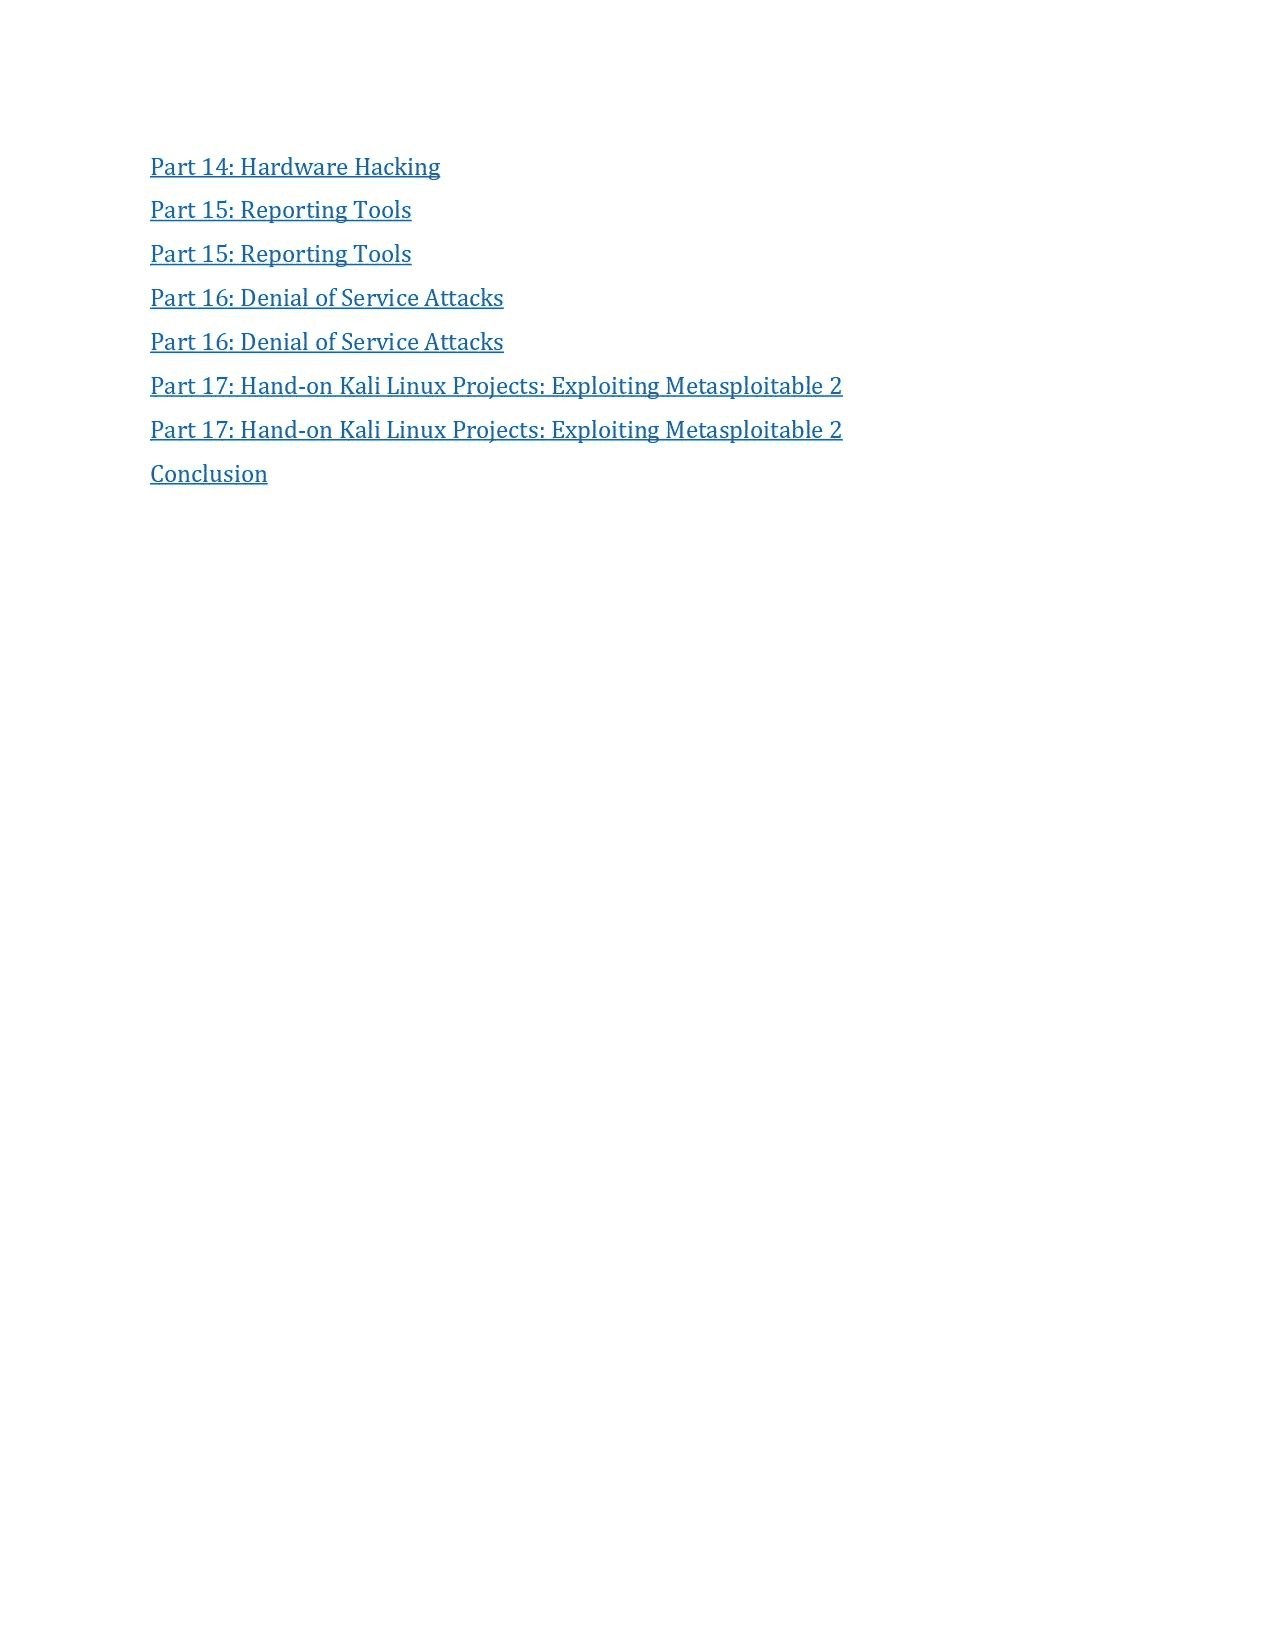 Part 14: Hardware Hacking
Part 15: Reporting Tools
Part 15: Reporting Tools
Part 16: Denial of Service Attacks
Part 16: Denial of Service Attacks
Part 17: Hand-on Kali Linux Projects: Exploiting Metasploitable 2
Part 17: Hand-on Kali Linux Projects: Exploiting Metasploitable 2
Conclusion